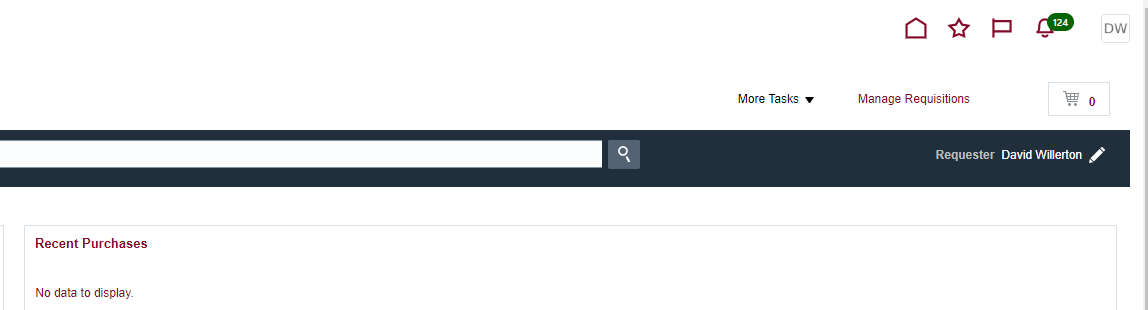 124
DW
More Tasks
Manage Requisitions
0
Requester David Willerton
Recent Purchases
No data to display.